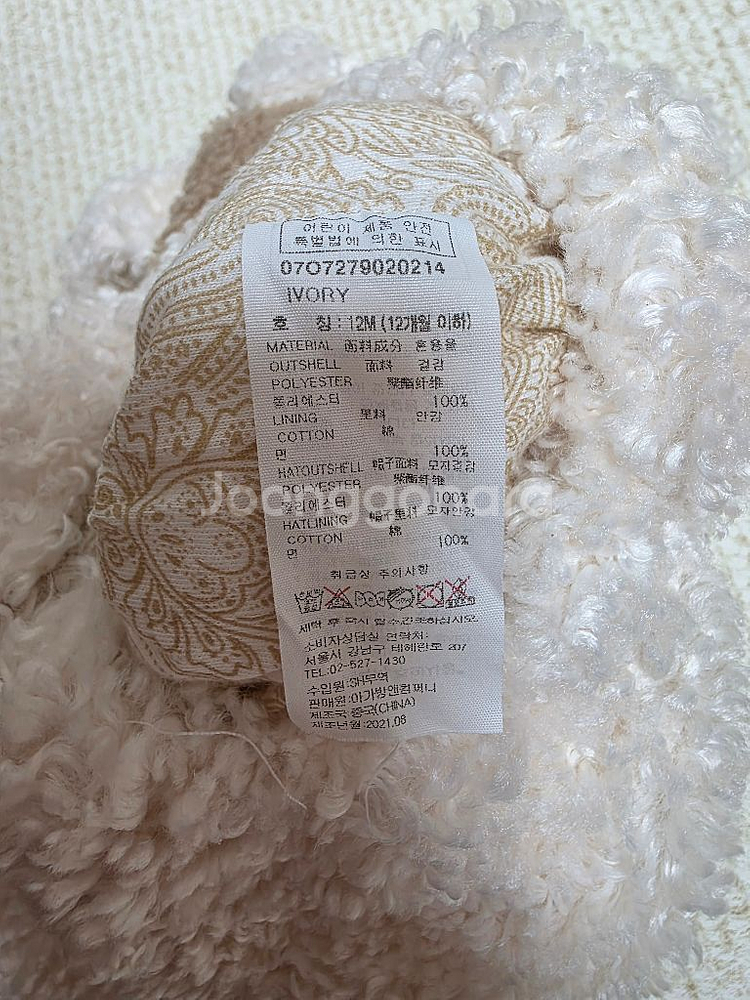 어린이 제품 안전
특별법에 의한 표시
0707279020214
IVORY
호 칭 : 12M (12개월 이하)
MATERIAL 面料成分 혼용율
OUTSHELL 面料 겉감
POLYESTER 聚酯纤维
폴리에스터 100%
LINING 里料 안감
COTTON 棉
면 100%
HATOUTSHELL 帽子面料 모자겉감
POLYESTER 聚酯纤维
폴리에스터 100%
HATLINING 帽子里料 모자안감
COTTON 棉
면 100%
Joonggonara
취급상 주의사항
세탁 후 즉시 탈수건조하십시오.
소비자상담실 연락처:
서울시 강남구 테헤란로 207
TEL.02-527-1430
수입원:SH무역
판매원:아가방앤컴퍼니
제조국 중국(CHINA)
제조년월:2021.08